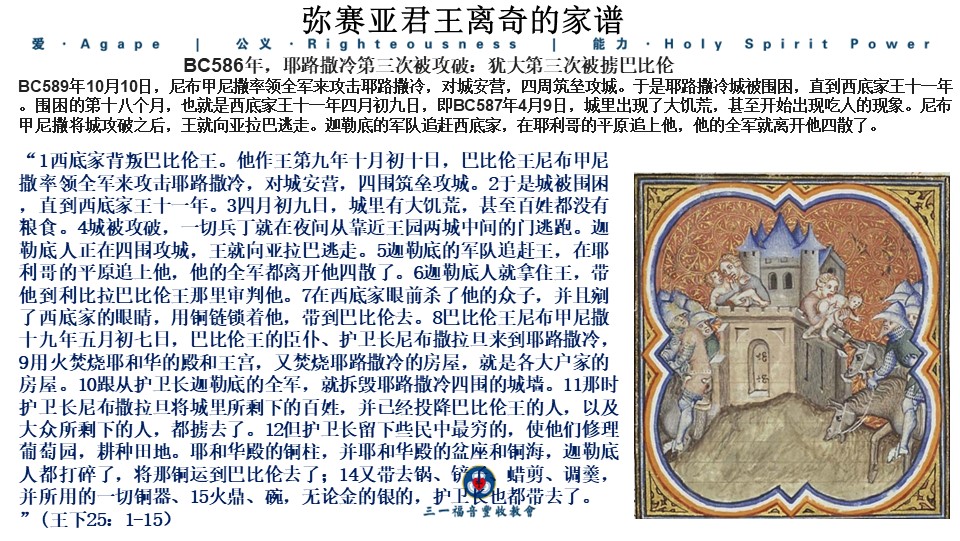 弥赛亚君王离奇的家谱
爱 · Agape | 公义 · Righteousness | 能力 · Holy Spirit Power
BC586年，耶路撒冷第三次被攻破：犹大第三次被掳巴比伦
BC589年10月10日，尼布甲尼撒率领全军来攻击耶路撒冷，对城安营，四周筑垒攻城。于是耶路撒冷城被围困，直到西底家王十一年
。围困的第十八个月，也就是西底家王十一年四月初九日，即BC587年4月9日，城里出现了大饥荒，甚至开始出现吃人的现象。尼布
甲尼撒将城攻破之后，王就向亚拉巴逃走。迦勒底的军队追赶西底家，在耶利哥的平原追上他，他的全军就离开他四散了。
“1西底家背叛巴比伦王。他作王第九年十月初十日，巴比伦王尼布甲尼
撒率领全军来攻击耶路撒冷，对城安营，四围筑垒攻城。2于是城被围困
，直到西底家王十一年。3四月初九日，城里有大饥荒，甚至百姓都没有
粮食。4城被攻破，一切兵丁就在夜间从靠近王园两城中间的门逃跑。迦
勒底人正在四围攻城，王就向亚拉巴逃走。5迦勒底的军队追赶王，在耶
利哥的平原追上他，他的全军都离开他四散了。6迦勒底人就拿住王，带
他到利比拉巴比伦王那里审判他。7在西底家眼前杀了他的众子，并且剜
了西底家的眼睛，用铜链锁着他，带到巴比伦去。8巴比伦王尼布甲尼撒
十九年五月初七日，巴比伦王的臣仆、护卫长尼布撒拉旦来到耶路撒冷，
9用火焚烧耶和华的殿和王宫，又焚烧耶路撒冷的房屋，就是各大户家的
房屋。10跟从护卫长迦勒底的全军，就拆毁耶路撒冷四围的城墙。11那时
护卫长尼布撒拉旦将城里所剩下的百姓，并已经投降巴比伦王的人，以及
大众所剩下的人，都掳去了。12但护卫长留下些民中最穷的，使他们修理
葡萄园，耕种田地。耶和华殿的铜柱，并耶和华殿的盆座和铜海，迦勒底
人都打碎了，将那铜运到巴比伦去了；14又带去锅、铲 蜡剪、调羹，
并所用的一切铜器、15火鼎、碗，无论金的银的，护卫长也都带去了。
”(王下25：1-15)
三一福音豐收教會